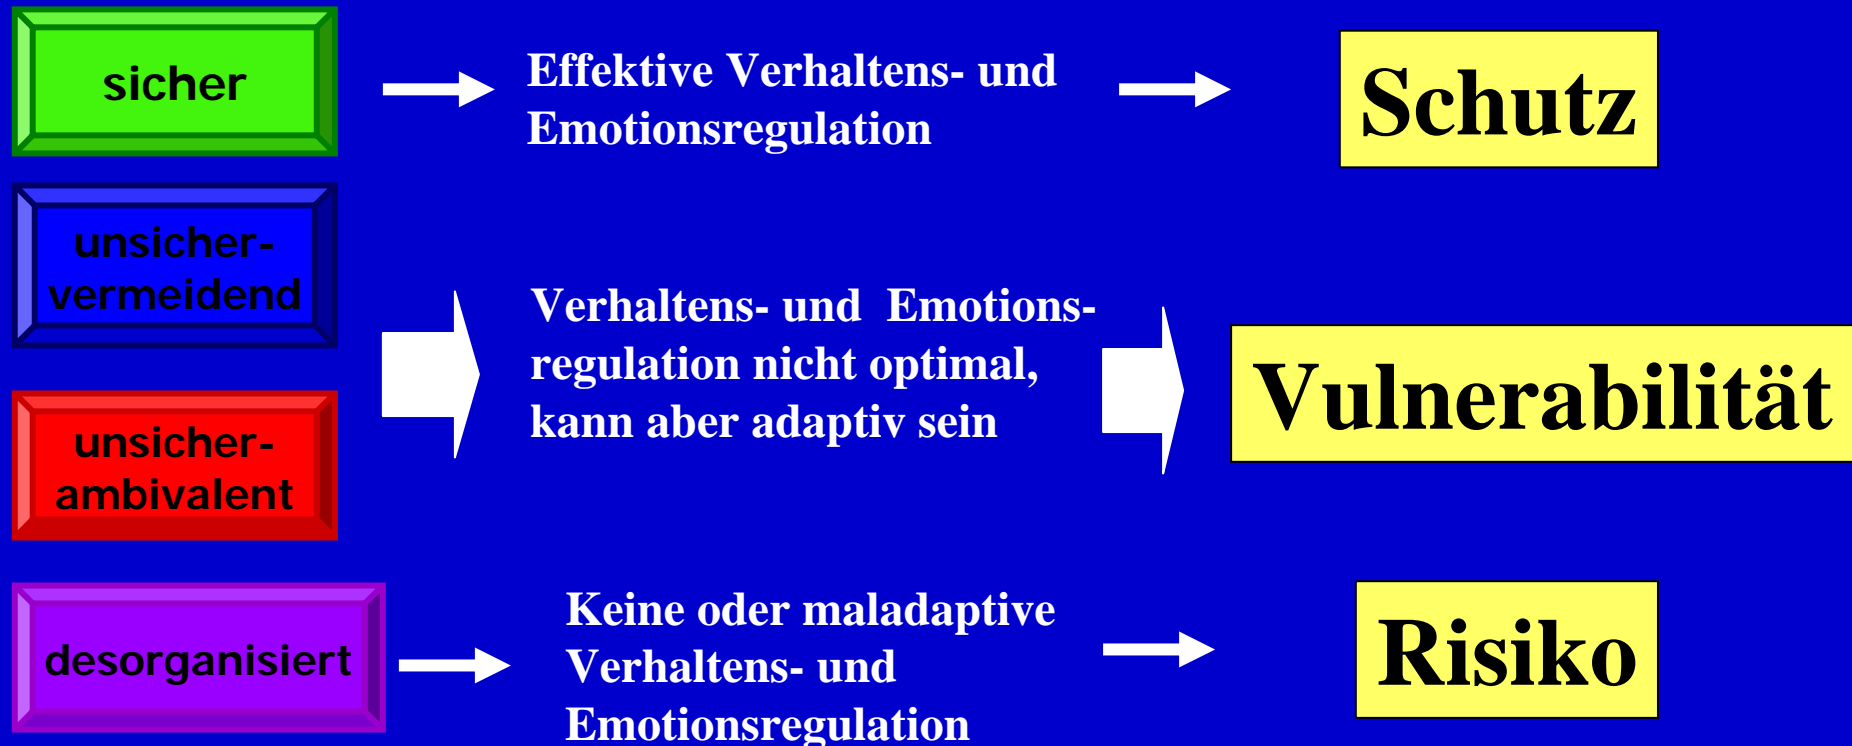 sicher
Effektive Verhaltens- und
Emotionsregulation
Schutz
unsicher-
vermeidend
unsicher-
ambivalent
Verhaltens- und Emotions-
regulation nicht optimal,
kann aber adaptiv sein
Vulnerabilität
desorganisiert
Keine oder maladaptive
Verhaltens- und
Emotionsregulation
Risiko